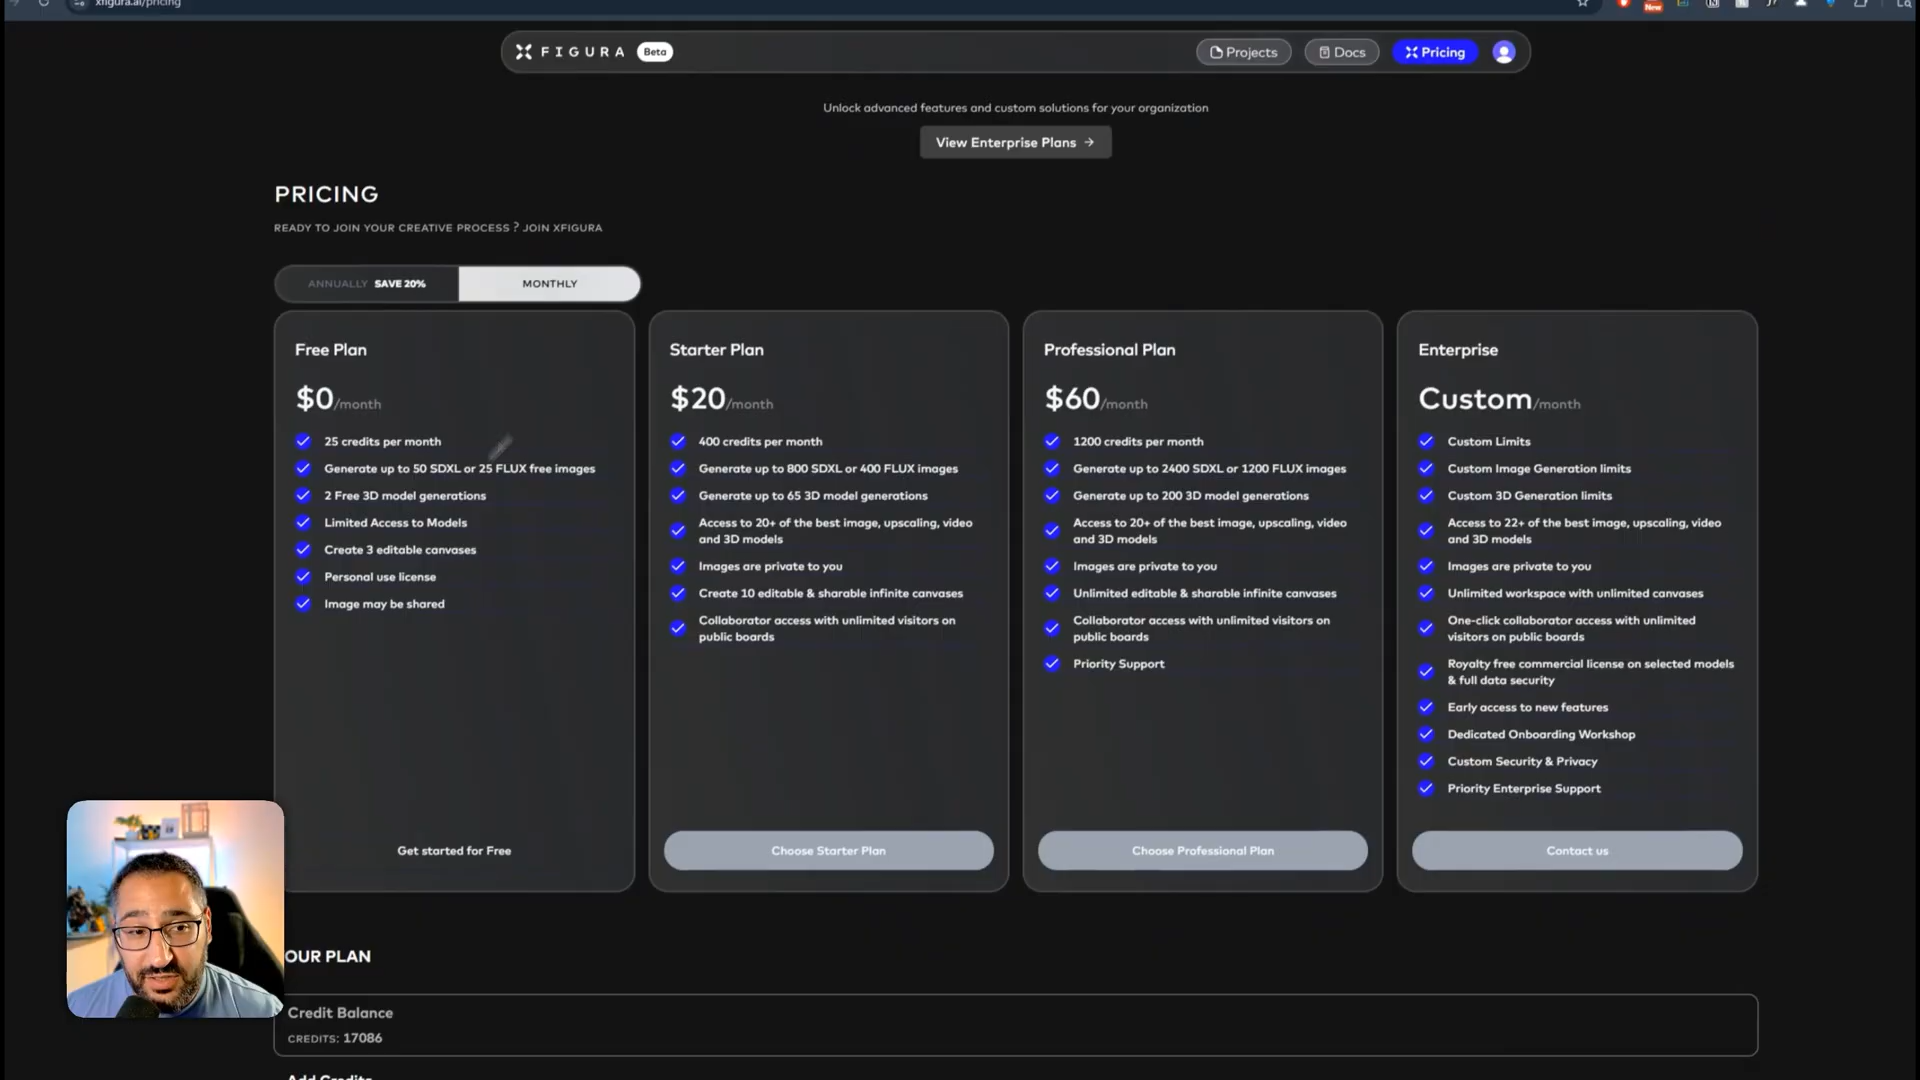 xfigura.ai/pricing
New
FIGURA Beta
Projects
Docs
Pricing
Unlock advanced features and custom solutions for your organization
View Enterprise Plans →
PRICING
READY TO JOIN YOUR CREATIVE PROCESS ? JOIN XFIGURA
ANNUALLY SAVE 20%
MONTHLY
Free Plan
$0/month
25 credits per month
Generate up to 50 SDXL or 25 FLUX free images
2 Free 3D model generations
Limited Access to Models
Create 3 editable canvases
Personal use license
Image may be shared
Get started for Free
Starter Plan
$20/month
400 credits per month
Generate up to 800 SDXL or 400 FLUX images
Generate up to 65 3D model generations
Access to 20+ of the best image, upscaling, video
and 3D models
Images are private to you
Create 10 editable & sharable infinite canvases
Collaborator access with unlimited visitors on
public boards
Choose Starter Plan
Professional Plan
$60/month
1200 credits per month
Generate up to 2400 SDXL or 1200 FLUX images
Generate up to 200 3D model generations
Access to 20+ of the best image, upscaling, video
and 3D models
Images are private to you
Unlimited editable & sharable infinite canvases
Collaborator access with unlimited visitors on
public boards
Priority Support
Choose Professional Plan
Enterprise
Custom/month
Custom Limits
Custom Image Generation limits
Custom 3D Generation limits
Access to 22+ of the best image, upscaling, video
and 3D models
Images are private to you
Unlimited workspace with unlimited canvases
One-click collaborator access with unlimited
visitors on public boards
Royalty free commercial license on selected models
& full data security
Early access to new features
Dedicated Onboarding Workshop
Custom Security & Privacy
Priority Enterprise Support
Contact us
OUR PLAN
Credit Balance
CREDITS: 17086
Add Credits